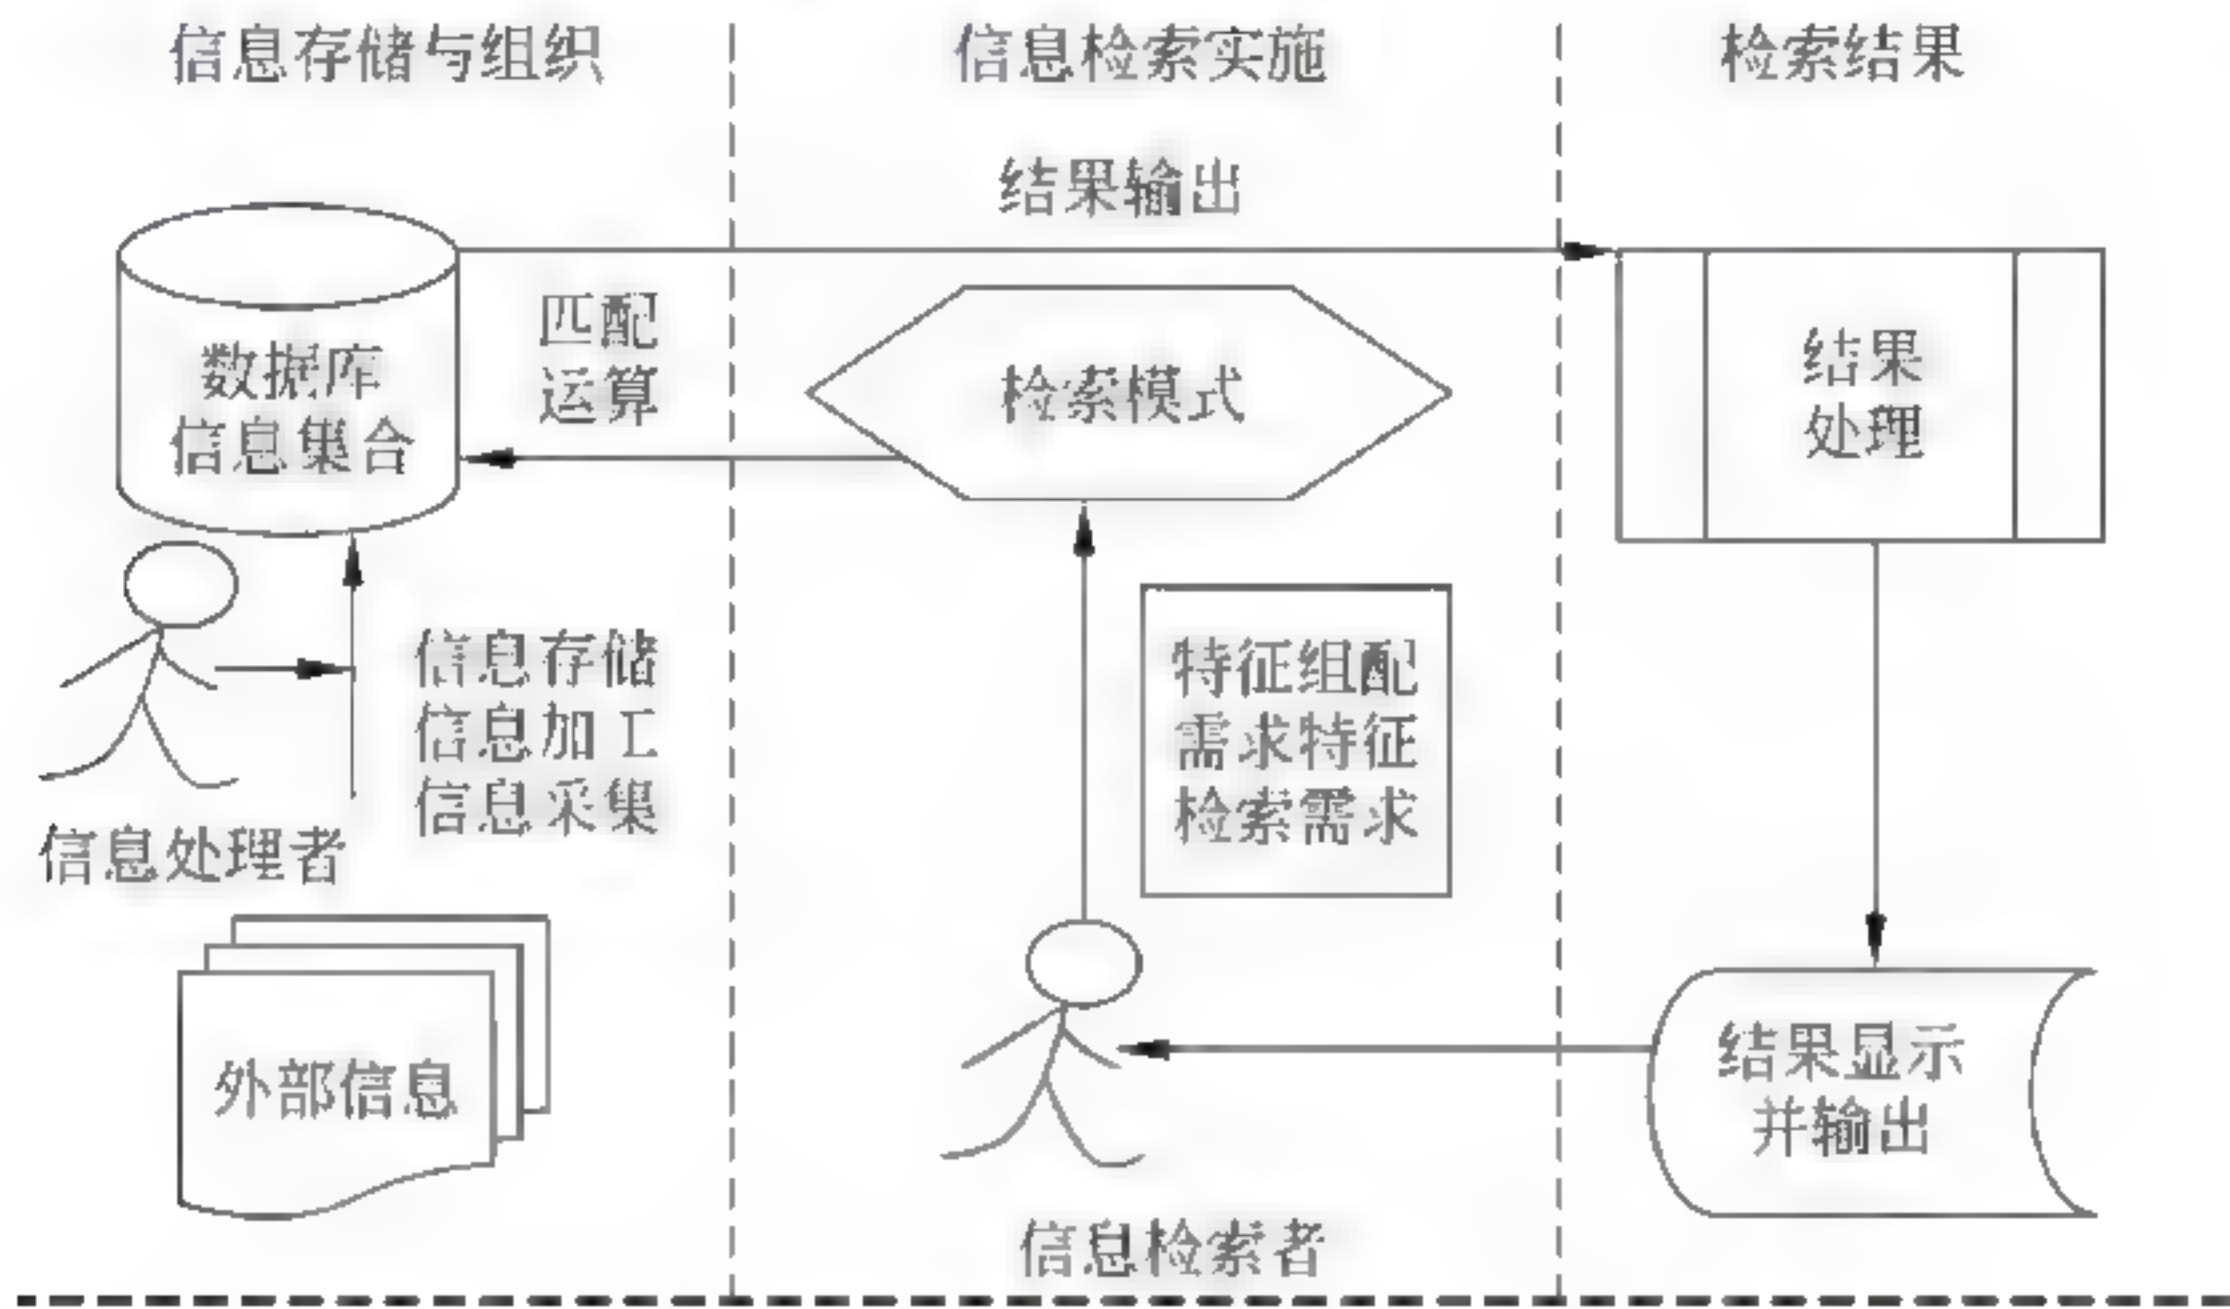 信息存储与组织
信息检索实施
检索结果
结果输出
匹配
运算
数据库
信息集合
检索模式
结果
处理
信息存储
信息加工
信息采集
信息处理者
特征组配
需求特征
检索需求
外部信息
结果显示
并输出
信息检索者